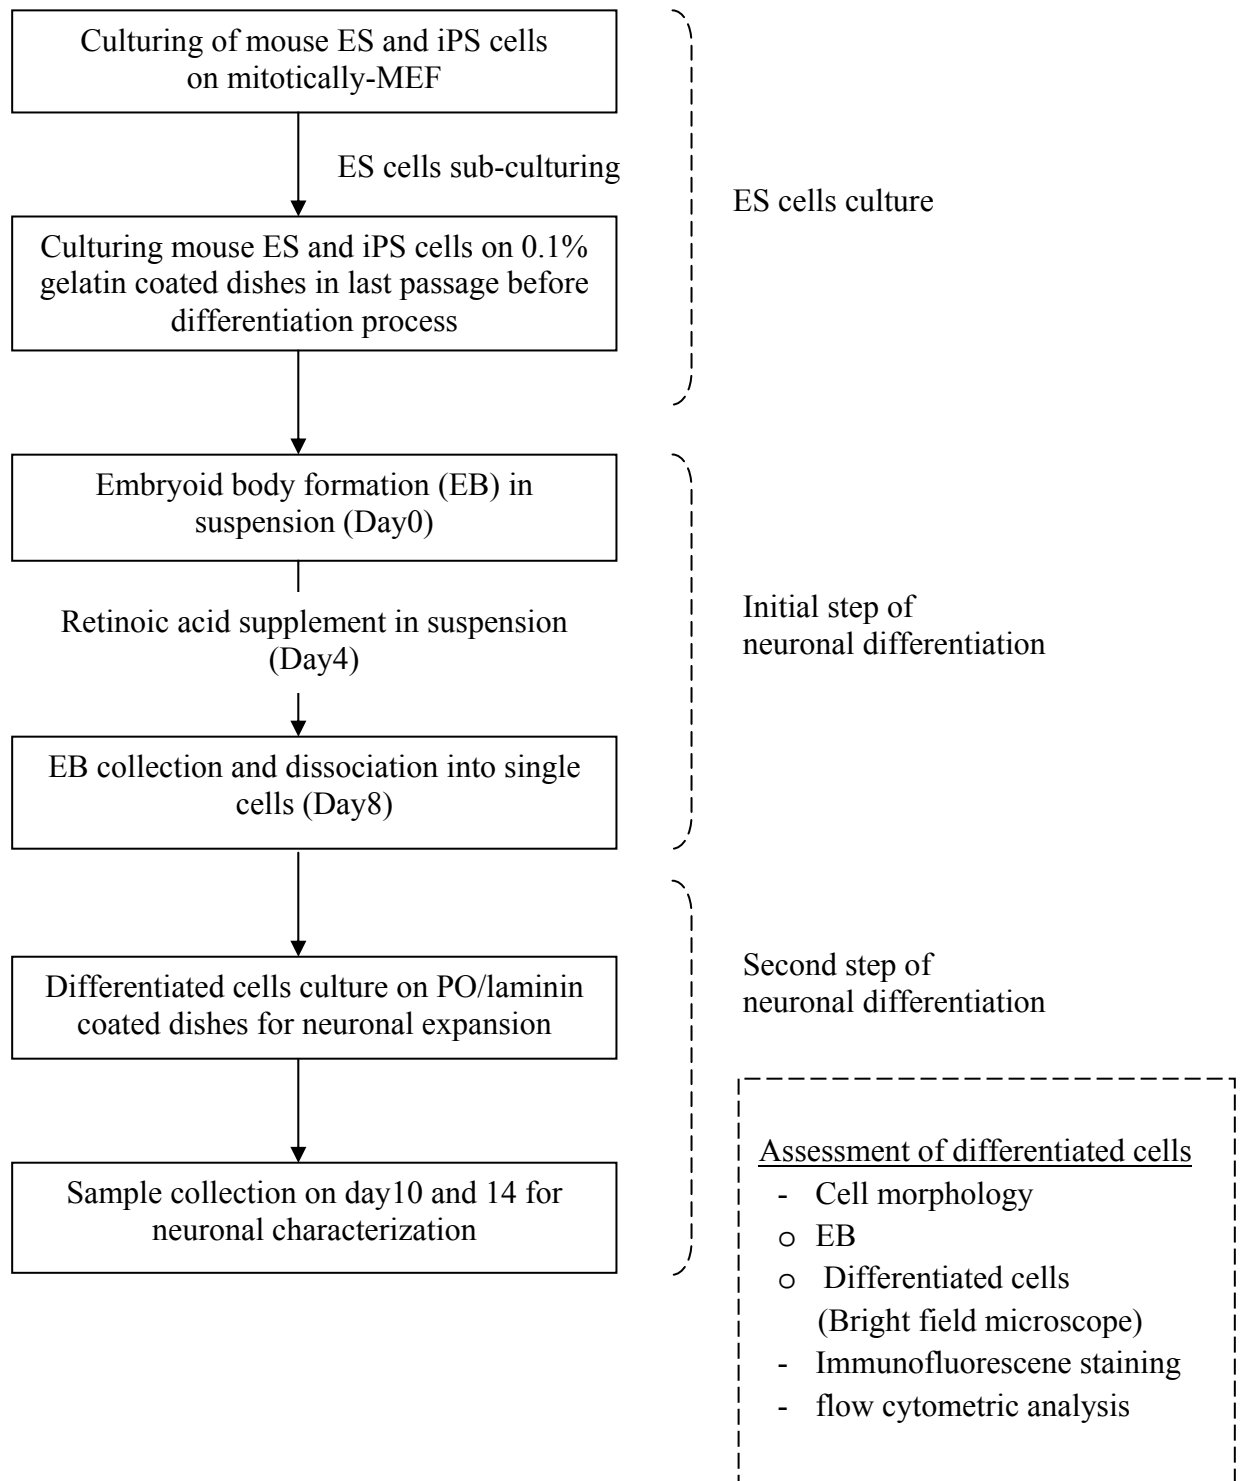 Culturing of mouse ES and iPS cells
on mitotically-MEF
ES cells sub-culturing
ES cells culture
Culturing mouse ES and iPS cells on 0.1%
gelatin coated dishes in last passage before
differentiation process
Embryoid body formation (EB) in
suspension (Day0)
Retinoic acid supplement in suspension
(Day4)
Initial step of
neuronal differentiation
EB collection and dissociation into single
cells (Day8)
Differentiated cells culture on PO/laminin
coated dishes for neuronal expansion
Second step of
neuronal differentiation
Sample collection on day10 and 14 for
neuronal characterization
Assessment of differentiated cells
- Cell morphology
o EB
o Differentiated cells
(Bright field microscope)
- Immunofluorescene staining
- flow cytometric analysis